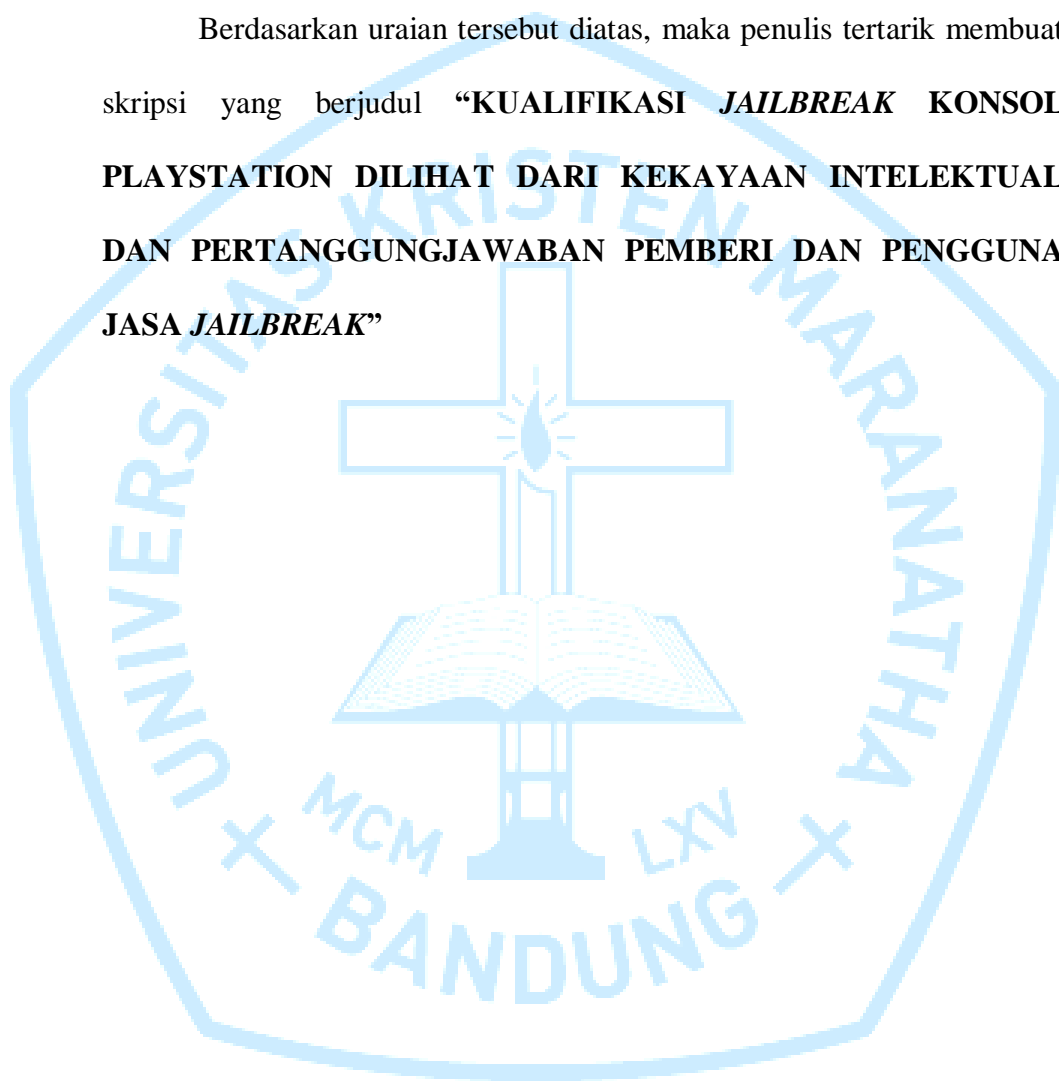 Berdasarkan uraian tersebut diatas, maka penulis tertarik membuat
skripsi yang berjudul “KUALIFIKASI JAILBREAK KONSOL
PLAYSTATION DILIHAT DARI KEKAYAAN INTELEKTUAL
DAN PERTANGGUNGJAWABAN PEMBERI DAN PENGGUNA
JASA JAILBREAK”
UNIVERSITAS KRISTEN MARANATHA
MCM LXV
BANDUNG